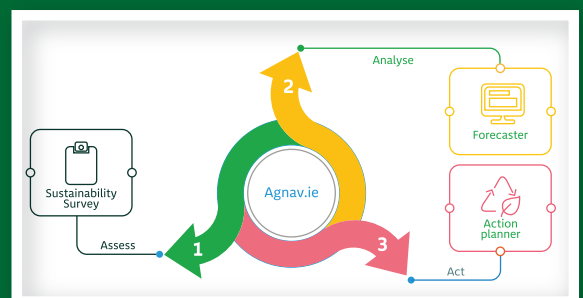 Analyse
2
Forecaster
Sustainability
Survey
Agnav.ie
Action
planner
Assess
1
3
Act